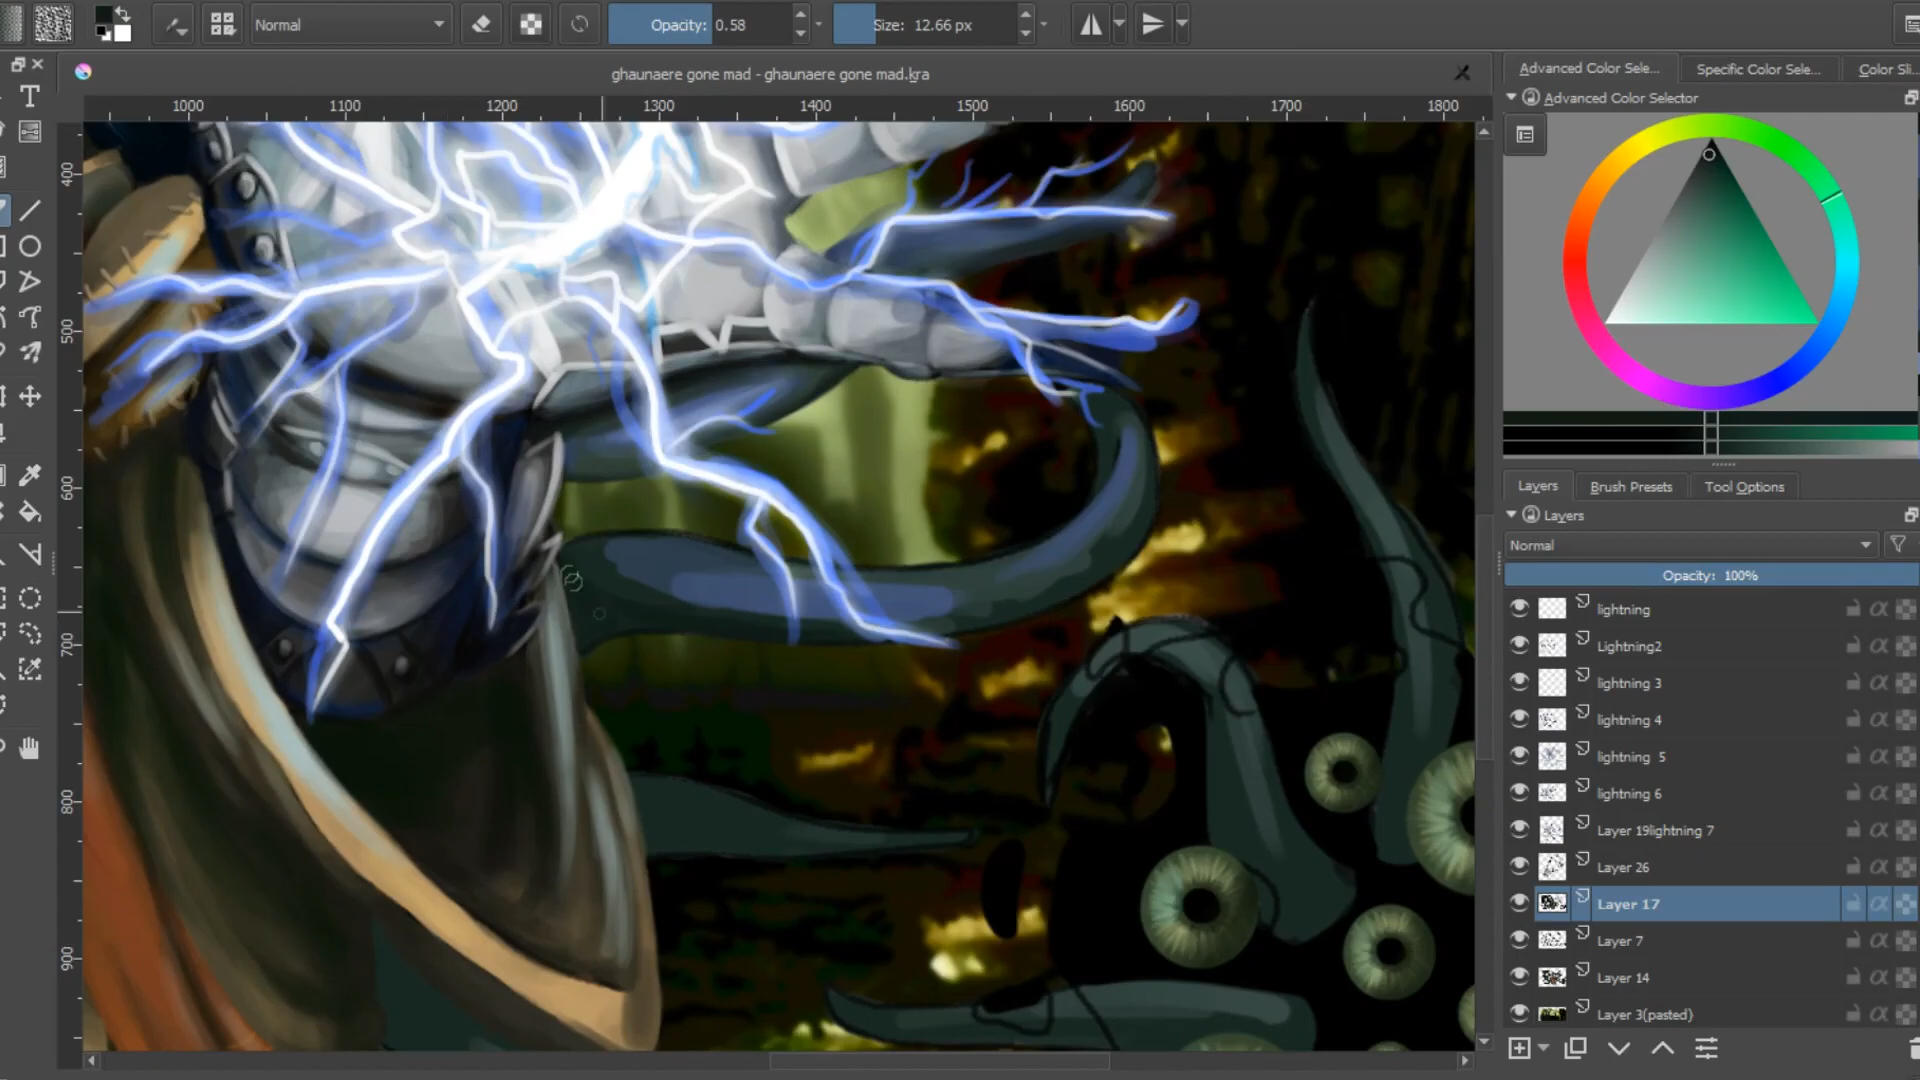 Normal
Opacity: 0.58
Size: 12.66 px
ghaunaere gone mad - ghaunaere gone mad.kra
Advanced Color Sele...
Specific Color Sele...
Color Sli...
Advanced Color Selector
1000 1100 1200 1300 1400 1500 1600 1700 1800
400
500
600
700
800
900
Layers
Brush Presets
Tool Options
Layers
Normal
Opacity: 100%
lightning
Lightning2
lightning 3
lightning 4
lightning 5
lightning 6
Layer 19lightning 7
Layer 26
Layer 17
Layer 7
Layer 14
Layer 3(pasted)